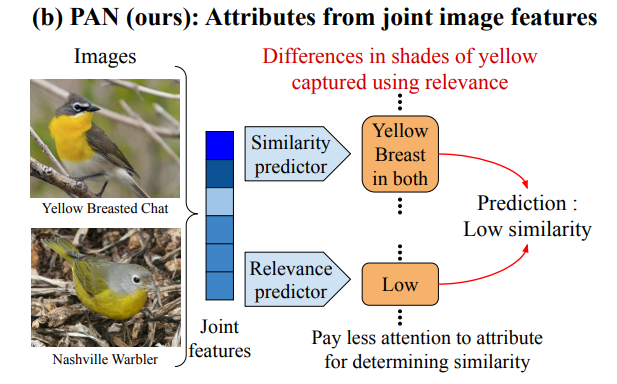 (b) PAN (ours): Attributes from joint image features
Images
Differences in shades of yellow
captured using relevance
Yellow Breasted Chat
Nashville Warbler
Joint
features
Similarity
predictor
Relevance
predictor
Yellow
Breast
in both
Low
Prediction :
Low similarity
Pay less attention to attribute
for determining similarity